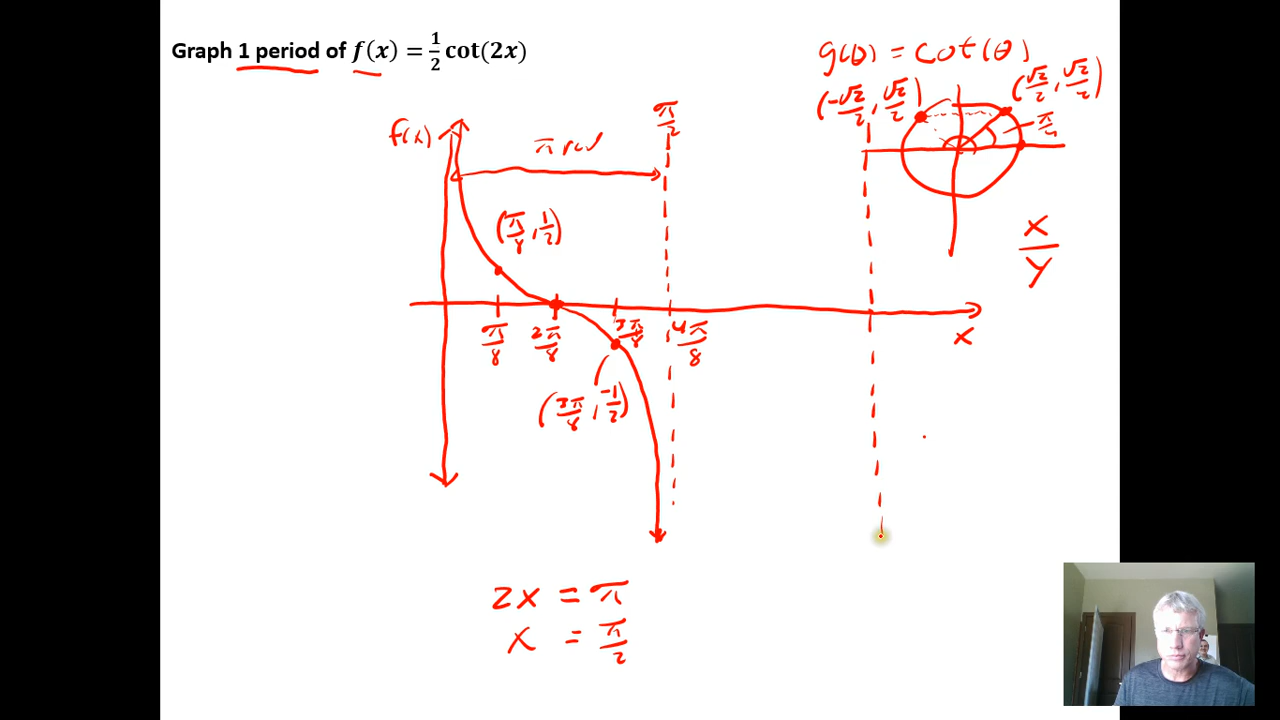 Graph 1 period of f(x) = 1/2 cot(2x)
g(θ) = cot(θ)
(-√2/2, √2/2)
(√2/2, √2/2)
π/4
x/y
f(x)
π rad
π/2
(π/8, 1/2)
π/8
2π/8
3π/8
4π/8
x
(3π/8, -1/2)
2x = π
x = π/2